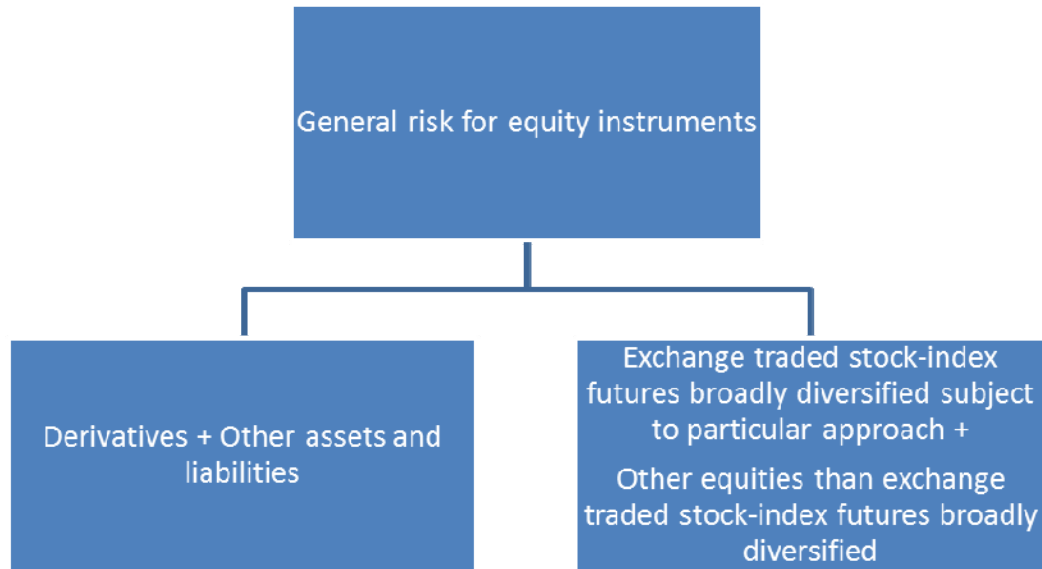 General risk for equity instruments
Derivatives + Other assets and
liabilities
Exchange traded stock-index
futures broadly diversified subject
to particular approach +
Other equities than exchange
traded stock-index futures broadly
diversified